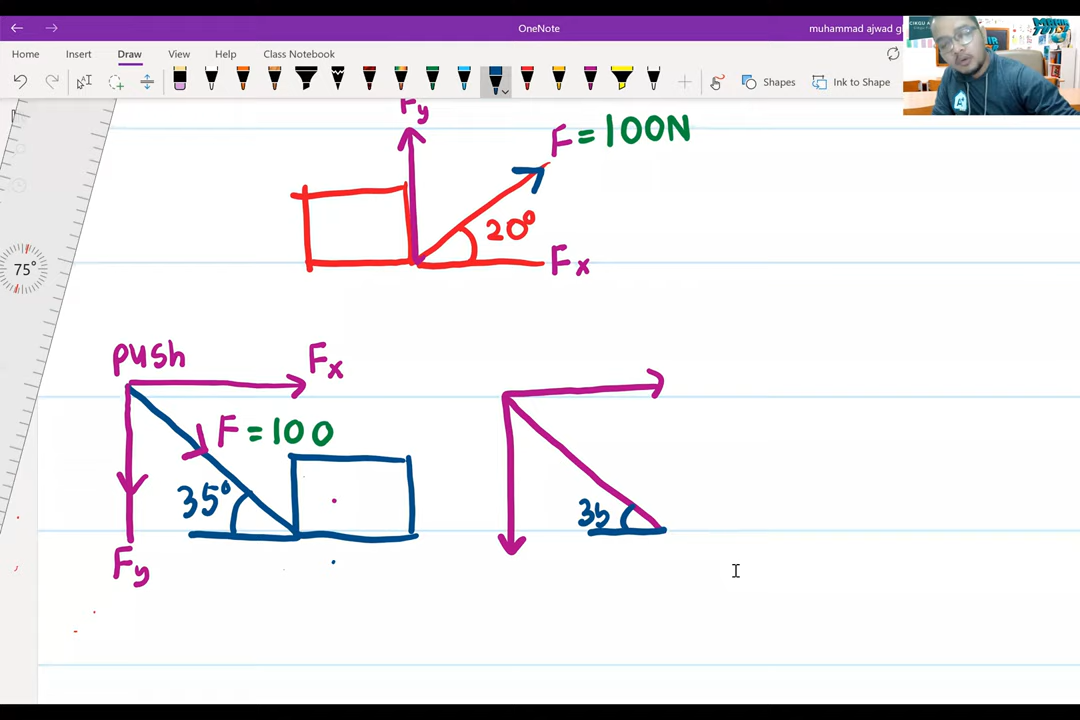 OneNote
muhammad ajwad gh
Home Insert Draw View Help Class Notebook
Shapes Ink to Shape
Fy
F = 100N
20°
Fx
75°
push
Fx
F = 100
35°
35
Fy